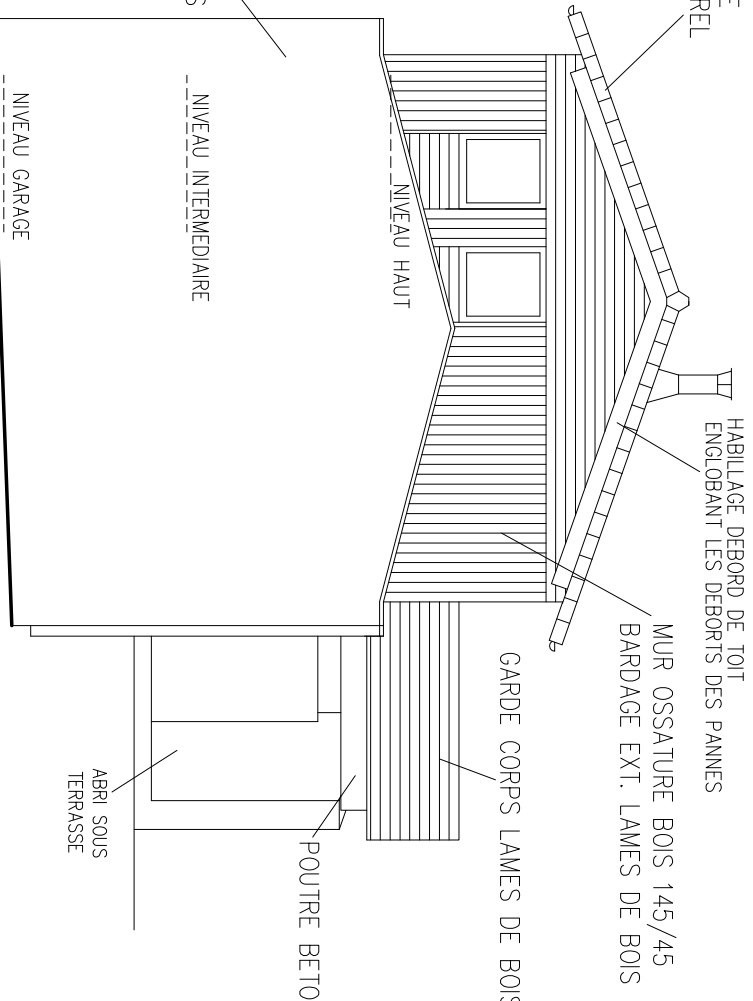 E
REL
HABILLAGE DEBORD DE TOIT
ENGLOBANT LES DEBORTS DES PANNES
MUR OSSATURE BOIS 145/45
BARDAGE EXT. LAMES DE BOIS
GARDE CORPS LAMES DE BOIS
NIVEAU HAUT
POUTRE BETO
NIVEAU INTERMEDIAIRE
S
ABRI SOUS
TERRASSE
NIVEAU GARAGE